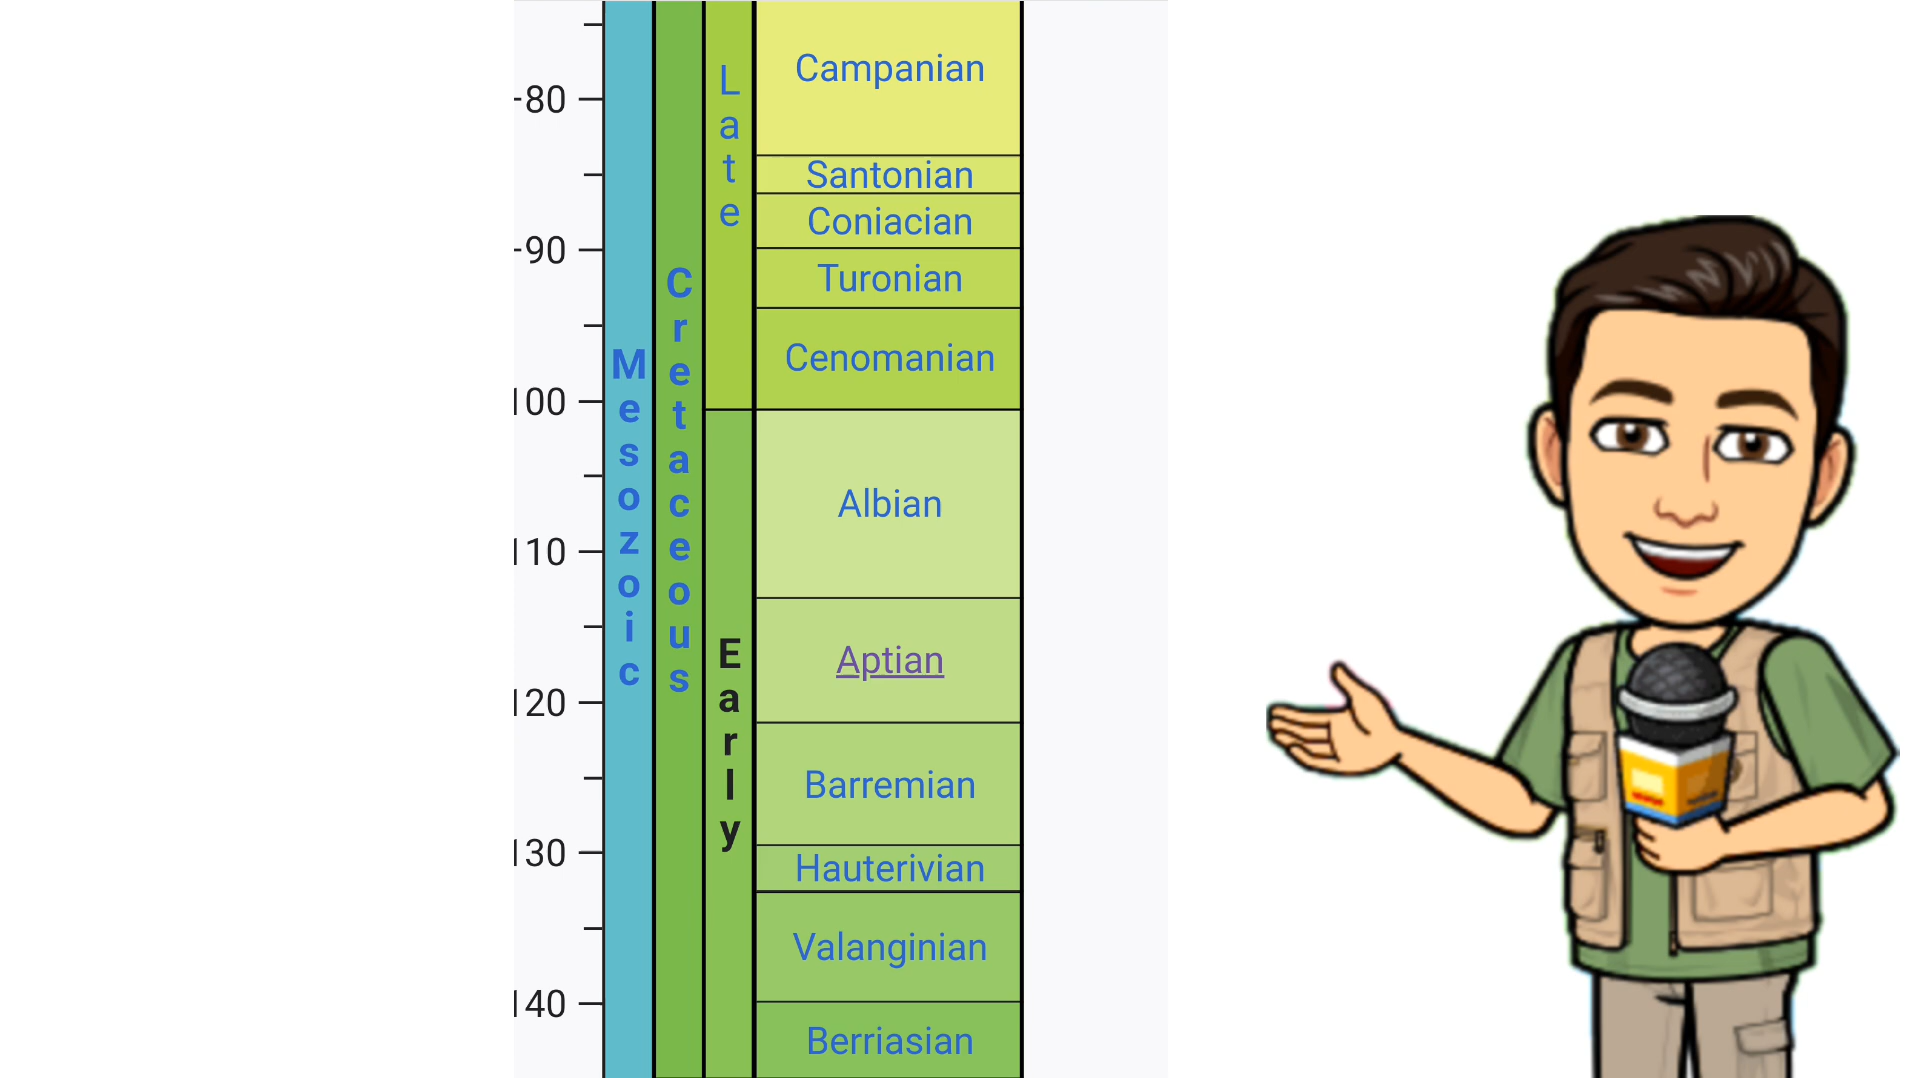 Campanian
Late
-80
Santonian
Coniacian
-90
Turonian
Cretaceous
Cenomanian
Mesozoic
100
Albian
110
Early
Aptian
120
Barremian
130
Hauterivian
Valanginian
140
Berriasian